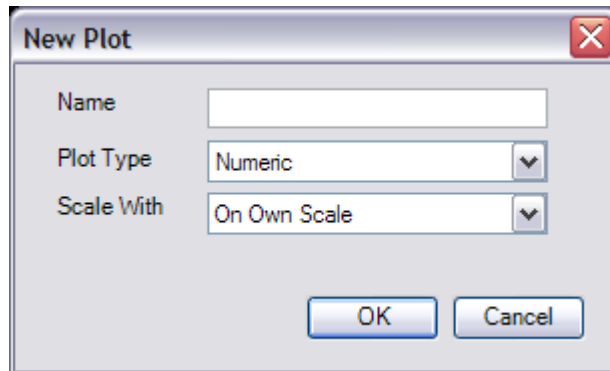 New Plot
Name
Plot Type Numeric
Scale With On Own Scale
OK Cancel